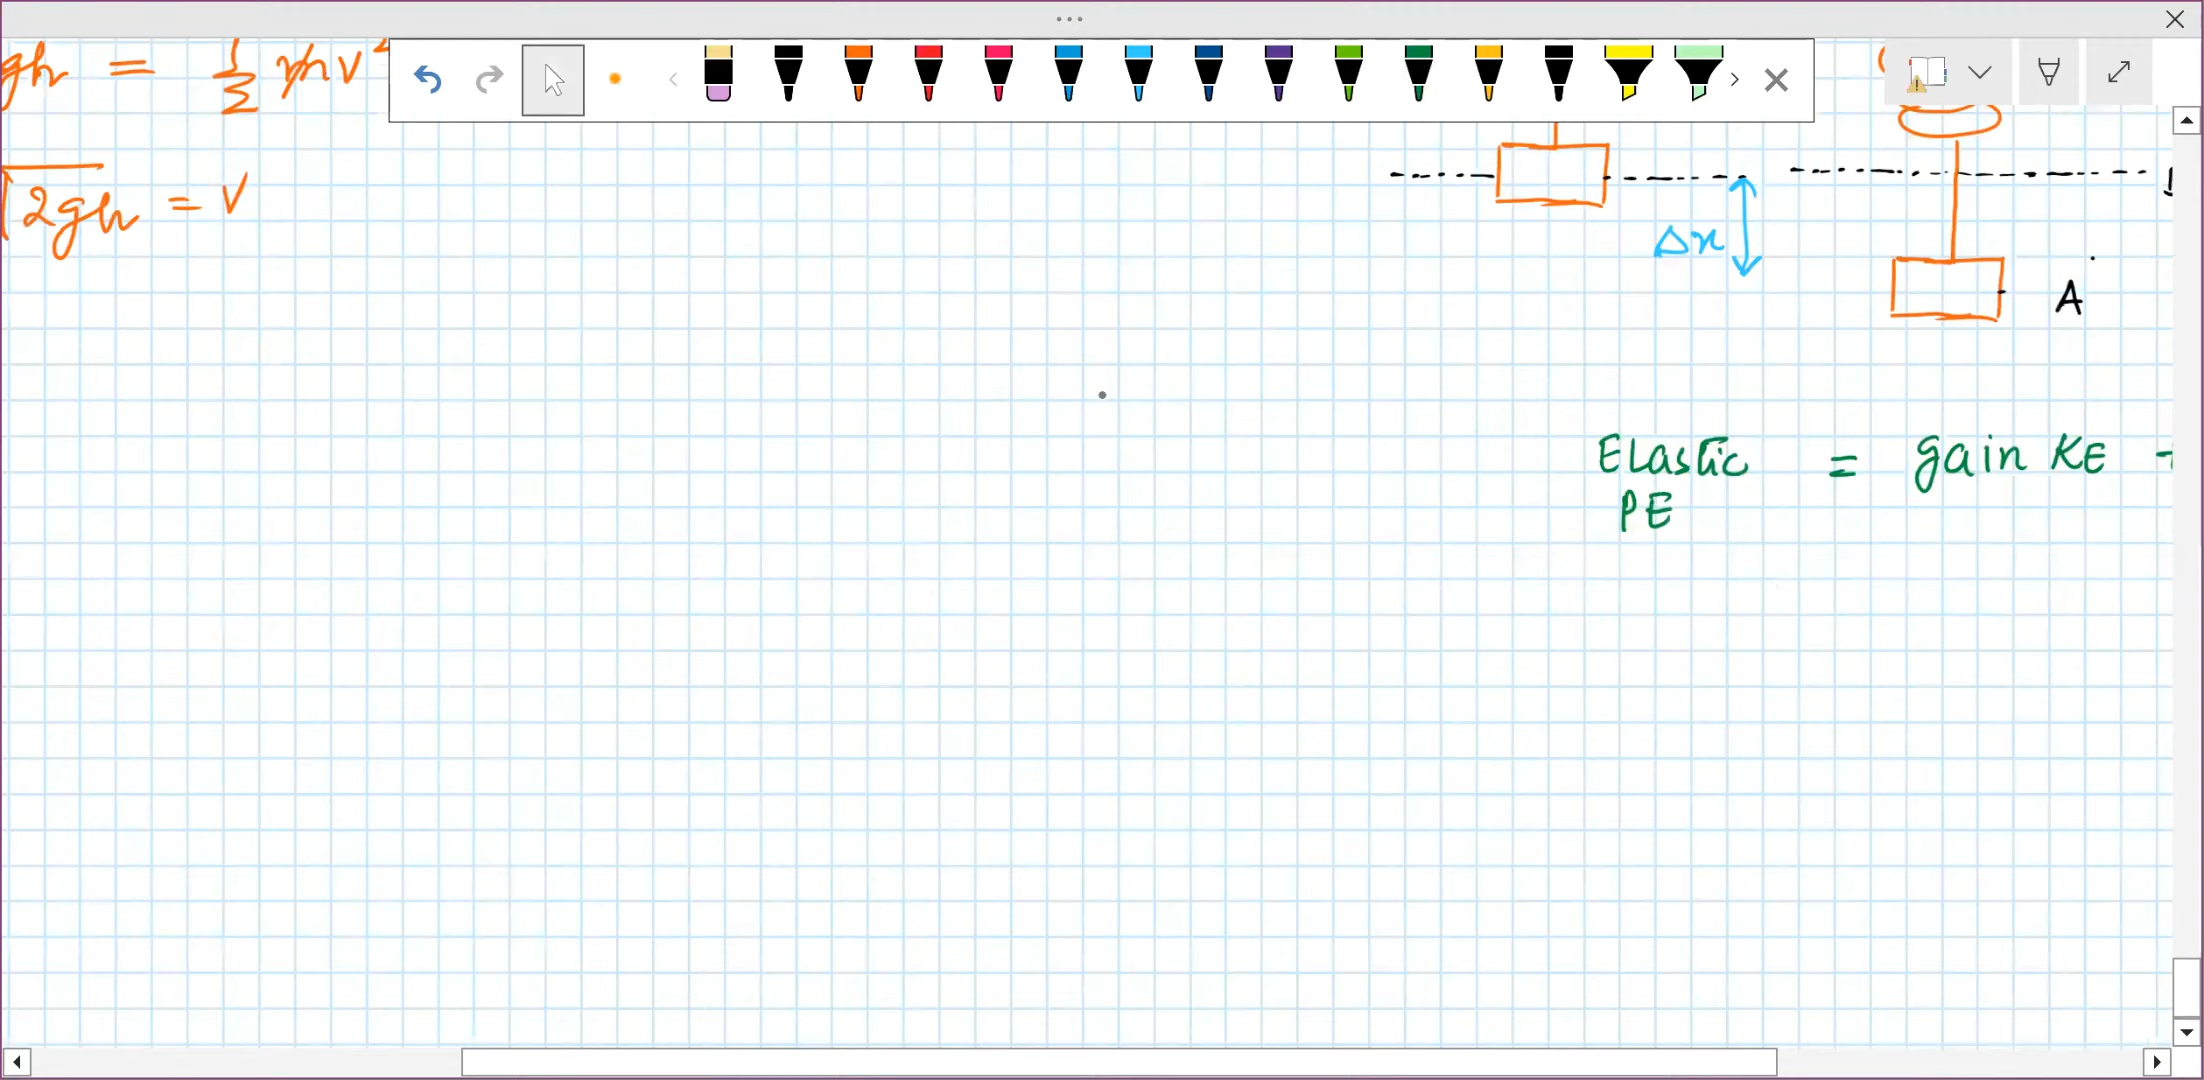 gh = 1/2 mv²
√2gh = v
Δx
A
Elastic = gain KE +
PE